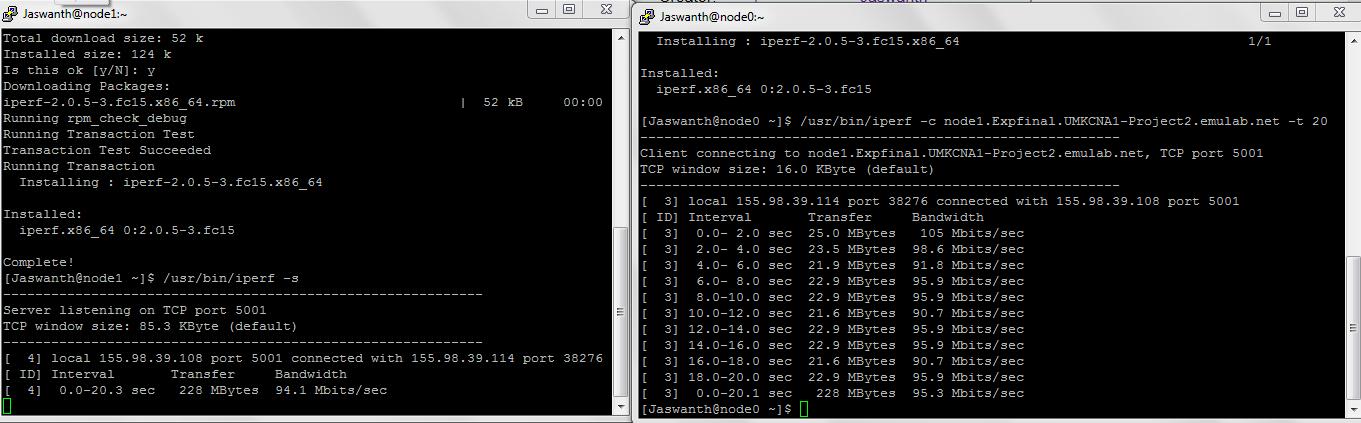 Jaswanth@node1:~
Total download size: 52 k
Installed size: 124 k
Is this ok [y/N]: y
Downloading Packages:
iperf-2.0.5-3.fc15.x86_64.rpm | 52 kB 00:00
Running rpm_check_debug
Running Transaction Test
Transaction Test Succeeded
Running Transaction
Installing : iperf-2.0.5-3.fc15.x86_64
Installed:
iperf.x86_64 0:2.0.5-3.fc15
Complete!
[Jaswanth@node1 ~]$ /usr/bin/iperf -s
------------------------------------------------------------
Server listening on TCP port 5001
TCP window size: 85.3 KByte (default)
------------------------------------------------------------
[  4] local 155.98.39.108 port 5001 connected with 155.98.39.114 port 38276
[ ID] Interval Transfer Bandwidth
[  4] 0.0-20.3 sec 228 MBytes 94.1 Mbits/sec
Jaswanth@node0:~
Installing : iperf-2.0.5-3.fc15.x86_64 1/1
Installed:
iperf.x86_64 0:2.0.5-3.fc15
[Jaswanth@node0 ~]$ /usr/bin/iperf -c node1.Expfinal.UMKCNA1-Project2.emulab.net -t 20
------------------------------------------------------------
Client connecting to node1.Expfinal.UMKCNA1-Project2.emulab.net, TCP port 5001
TCP window size: 16.0 KByte (default)
------------------------------------------------------------
[  3] local 155.98.39.114 port 38276 connected with 155.98.39.108 port 5001
[ ID] Interval Transfer Bandwidth
[  3] 0.0- 2.0 sec 25.0 MBytes 105 Mbits/sec
[  3] 2.0- 4.0 sec 23.5 MBytes 98.6 Mbits/sec
[  3] 4.0- 6.0 sec 21.9 MBytes 91.8 Mbits/sec
[  3] 6.0- 8.0 sec 22.9 MBytes 95.9 Mbits/sec
[  3] 8.0-10.0 sec 22.9 MBytes 95.9 Mbits/sec
[  3] 10.0-12.0 sec 21.6 MBytes 90.7 Mbits/sec
[  3] 12.0-14.0 sec 22.9 MBytes 95.9 Mbits/sec
[  3] 14.0-16.0 sec 22.9 MBytes 95.9 Mbits/sec
[  3] 16.0-18.0 sec 21.6 MBytes 90.7 Mbits/sec
[  3] 18.0-20.0 sec 22.9 MBytes 95.9 Mbits/sec
[  3] 0.0-20.1 sec 228 MBytes 95.3 Mbits/sec
[Jaswanth@node0 ~]$